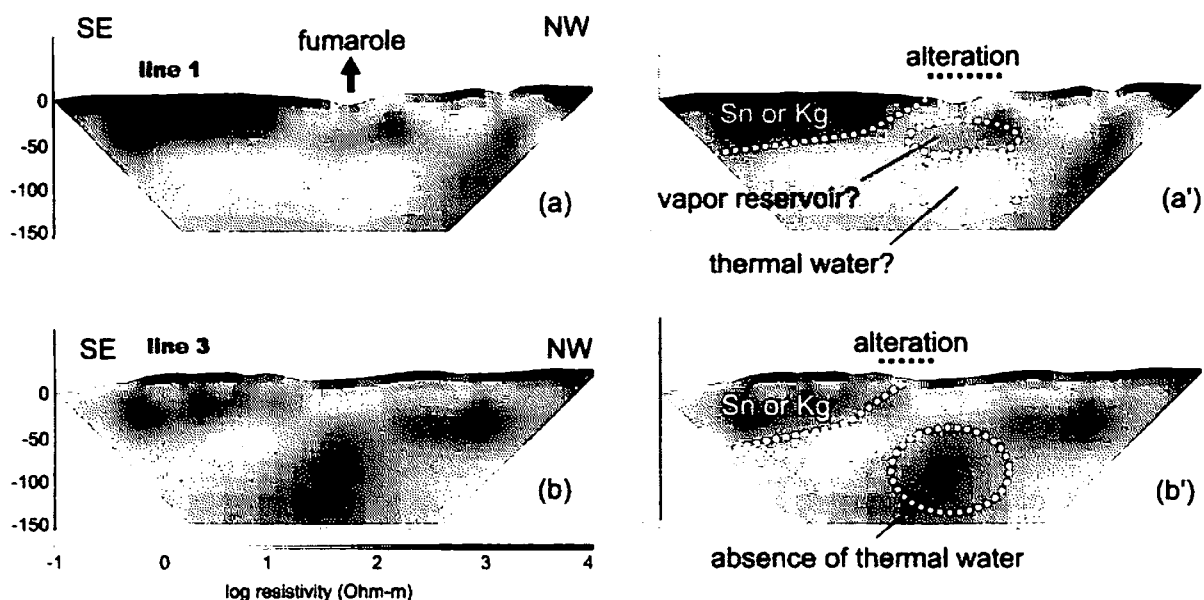 SE
NW
fumarole
line 1
0
-50
-100
-150
(a)
alteration
Sn or Kg
vapor reservoir?
thermal water?
(a')
SE
line 3
NW
0
-50
-100
-150
(b)
alteration
Sn or Kg
absence of thermal water
(b')
-1 0 1 2 3 4
log resistivity (Ohm-m)